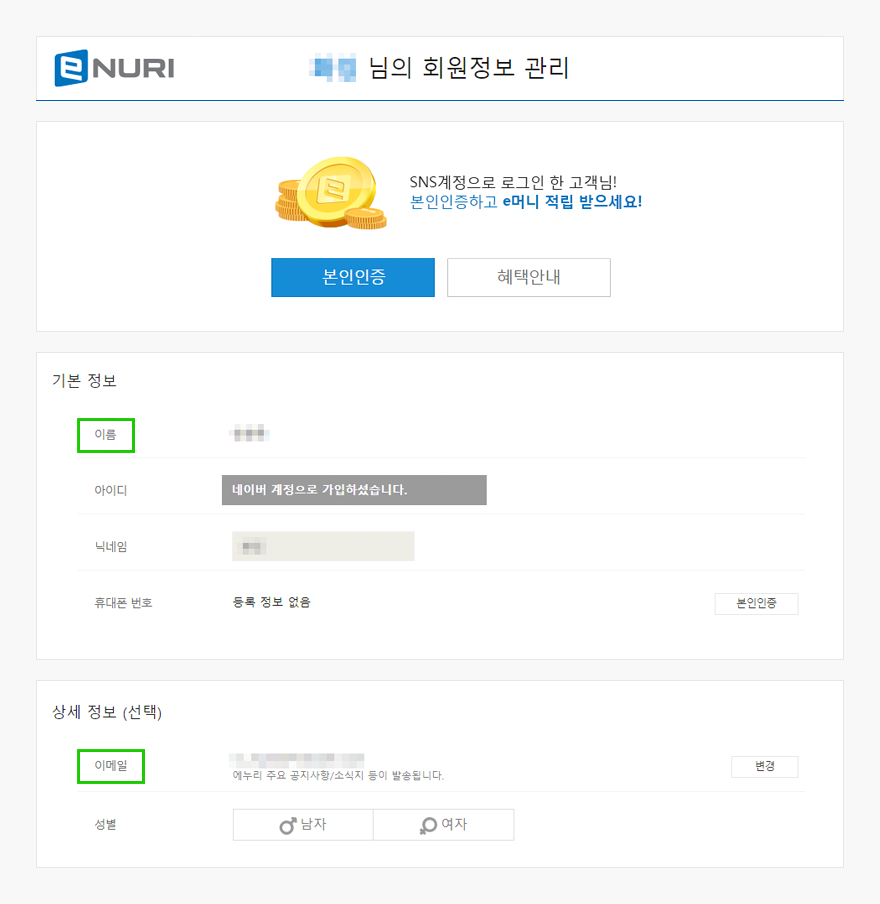 eNURI
님의 회원정보 관리
SNS계정으로 로그인 한 고객님!
본인인증하고 e머니 적립 받으세요!
본인인증 혜택안내
기본 정보
이름
아이디 네이버 계정으로 가입하셨습니다.
닉네임
휴대폰 번호 등록 정보 없음 본인인증
상세 정보 (선택)
이메일 변경
에누리 주요 공지사항/소식지 등이 발송됩니다.
성별 남자 여자